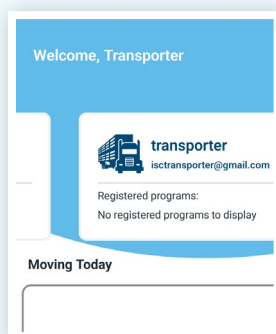 Welcome, Transporter
transporter
isctransporter@gmail.com
Registered programs:
No registered programs to display
Moving Today